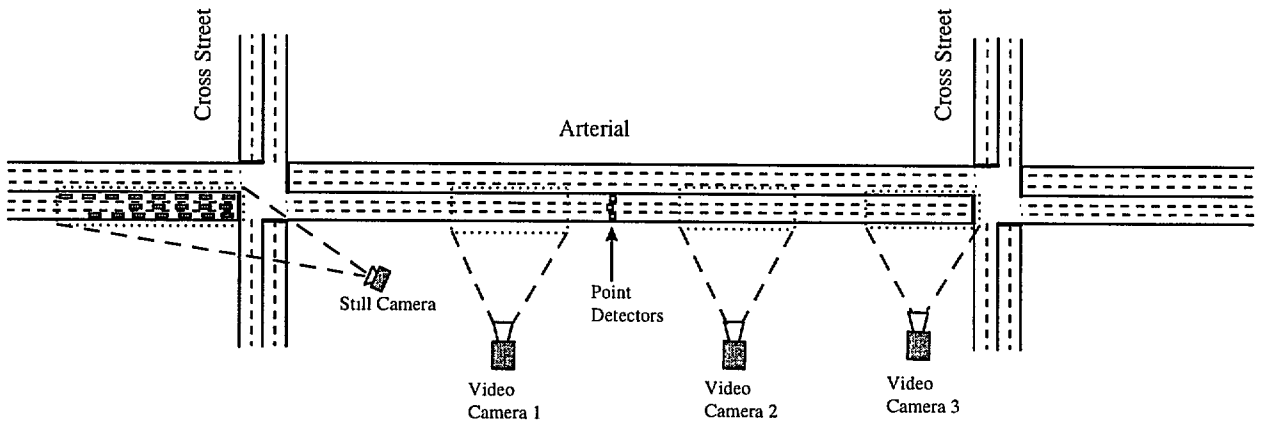 Cross Street
Cross Street
Arterial
Still Camera
Point
Detectors
Video
Camera 1
Video
Camera 2
Video
Camera 3